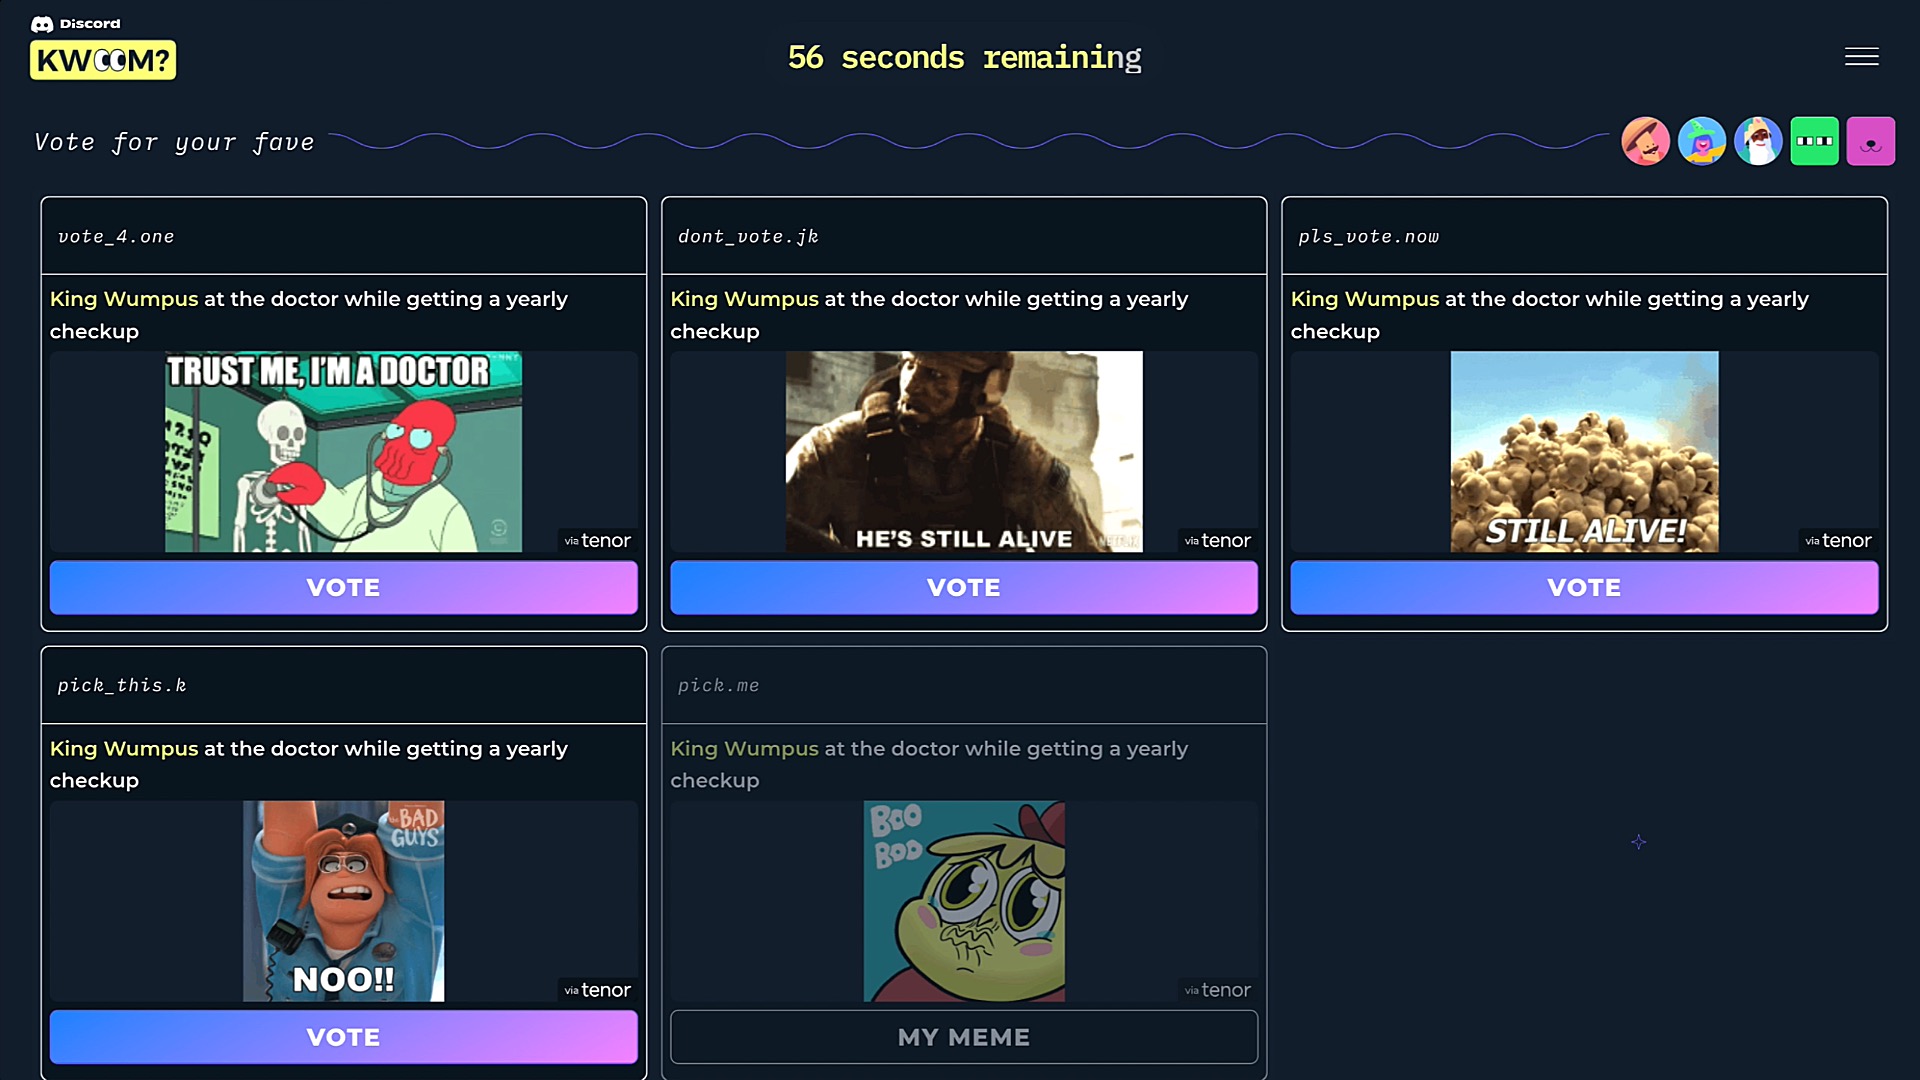 Discord
KWOOM?
56 seconds remaining
Vote for your fave
vote_4.one
King Wumpus at the doctor while getting a yearly
checkup
TRUST ME, I'M A DOCTOR
via tenor
VOTE
dont_vote.jk
King Wumpus at the doctor while getting a yearly
checkup
HE'S STILL ALIVE
NETFLIX
via tenor
VOTE
pls_vote.now
King Wumpus at the doctor while getting a yearly
checkup
STILL ALIVE!
via tenor
VOTE
pick_this.k
King Wumpus at the doctor while getting a yearly
checkup
BAD
GUYS
NOO!!
via tenor
VOTE
pick.me
King Wumpus at the doctor while getting a yearly
checkup
BOO
BOO
via tenor
MY MEME